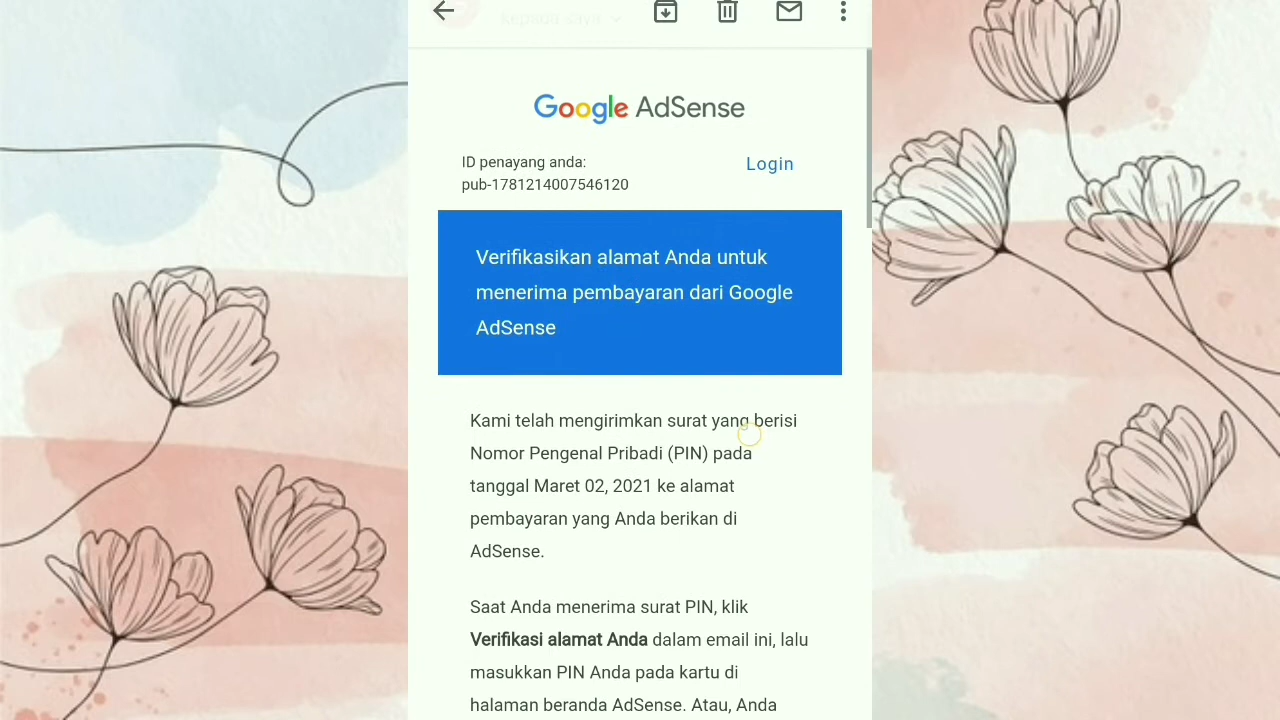 kepada saya
Google AdSense
ID penayang anda:
Login
pub-1781214007546120
Verifikasikan alamat Anda untuk
menerima pembayaran dari Google
AdSense
Kami telah mengirimkan surat yang berisi
Nomor Pengenal Pribadi (PIN) pada
tanggal Maret 02, 2021 ke alamat
pembayaran yang Anda berikan di
AdSense.
Saat Anda menerima surat PIN, klik
Verifikasi alamat Anda dalam email ini, lalu
masukkan PIN Anda pada kartu di
halaman beranda AdSense. Atau, Anda